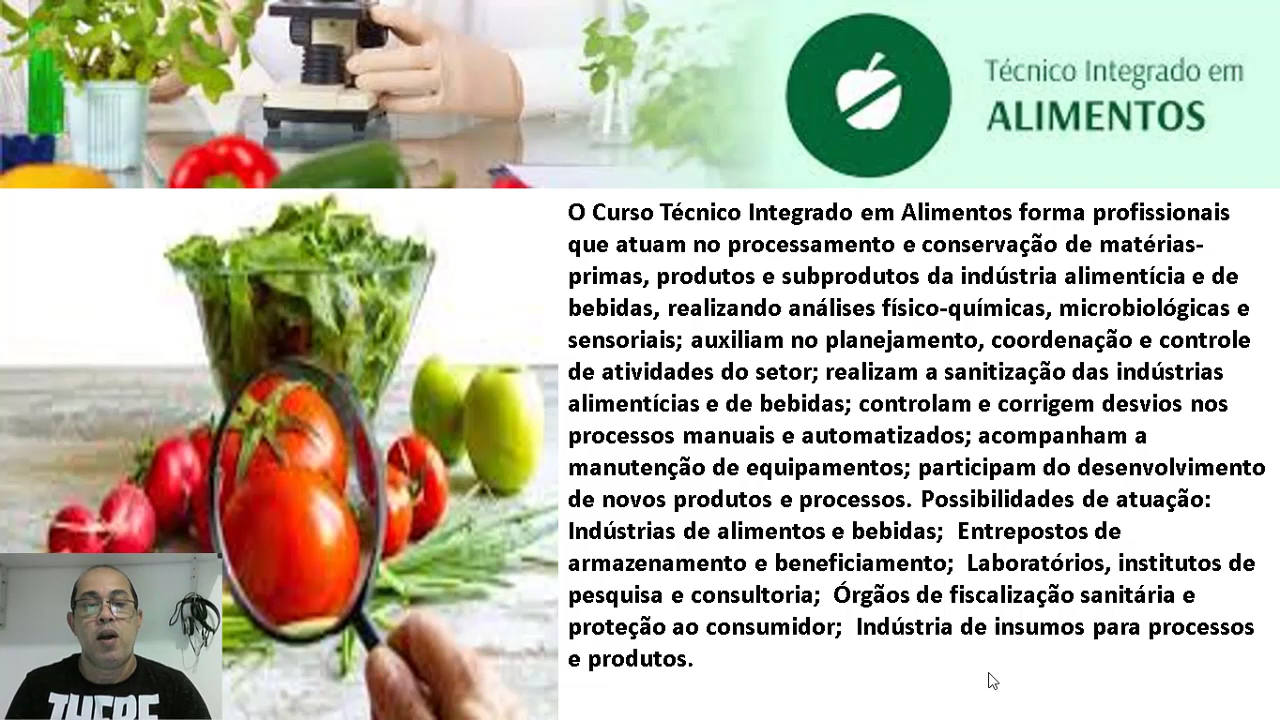 Técnico Integrado em
ALIMENTOS
O Curso Técnico Integrado em Alimentos forma profissionais
que atuam no processamento e conservação de matérias-
primas, produtos e subprodutos da indústria alimentícia e de
bebidas, realizando análises físico-químicas, microbiológicas e
sensoriais; auxiliam no planejamento, coordenação e controle
de atividades do setor; realizam a sanitização das indústrias
alimentícias e de bebidas; controlam e corrigem desvios nos
processos manuais e automatizados; acompanham a
manutenção de equipamentos; participam do desenvolvimento
de novos produtos e processos. Possibilidades de atuação:
Indústrias de alimentos e bebidas;  Entrepostos de
armazenamento e beneficiamento;  Laboratórios, institutos de
pesquisa e consultoria;  Órgãos de fiscalização sanitária e
proteção ao consumidor;  Indústria de insumos para processos
e produtos.
THERE